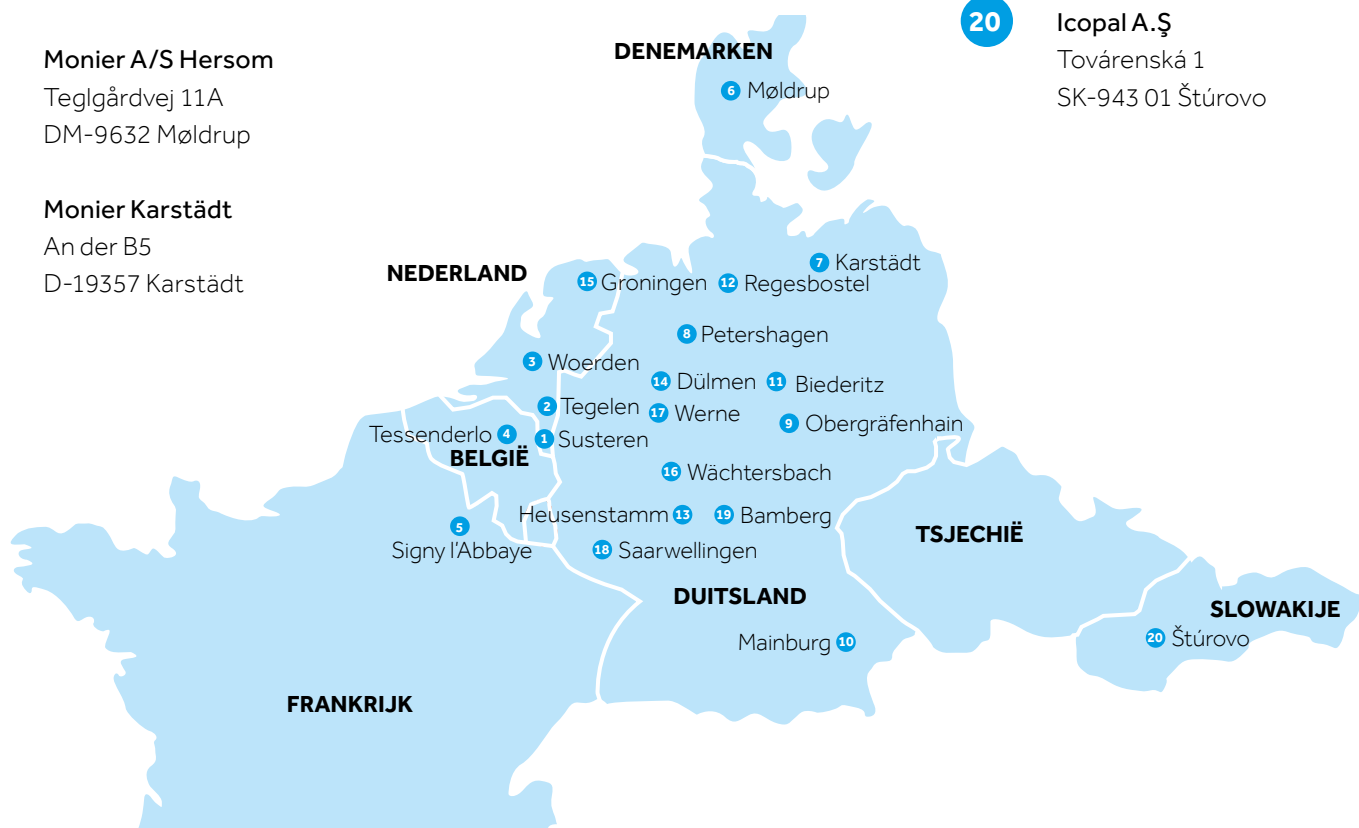 Monier A/S Hersom
Teglgårdvej 11A
DM-9632 Møldrup
Monier Karstädt
An der B5
D-19357 Karstädt
20
Icopal A.Ş
Továrenská 1
SK-943 01 Štúrovo
DENEMARKEN
6 Møldrup
NEDERLAND
7 Karstädt
15 Groningen
12 Regesbostel
8 Petershagen
3 Woerden
14 Dülmen
11 Biederitz
2 Tegelen
17 Werne
9 Obergräfenhain
Tessenderlo 4
1 Susteren
BELGIË
16 Wächtersbach
Heusenstamm 13
19 Bamberg
5
Signy l'Abbaye
18 Saarwellingen
TSJECHIË
DUITSLAND
SLOWAKIJE
Mainburg 10
20 Štúrovo
FRANKRIJK